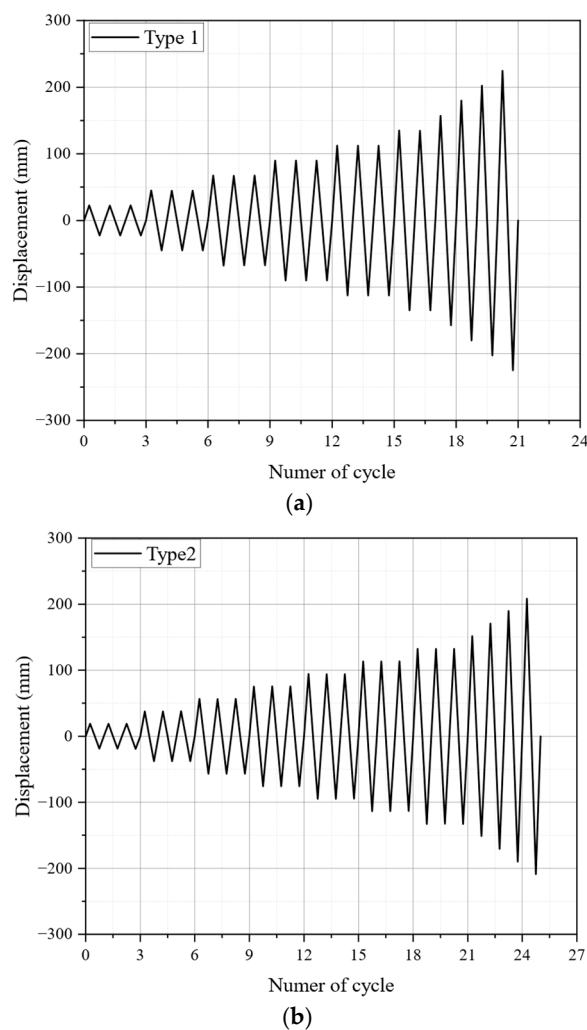 300
Type 1
200
100
0
−100
−200
−300
Displacement (mm)
0 3 6 9 12 15 18 21 24
Numer of cycle
(a)
300
Type2
200
100
0
−100
−200
−300
Displacement (mm)
0 3 6 9 12 15 18 21 24 27
Numer of cycle
(b)